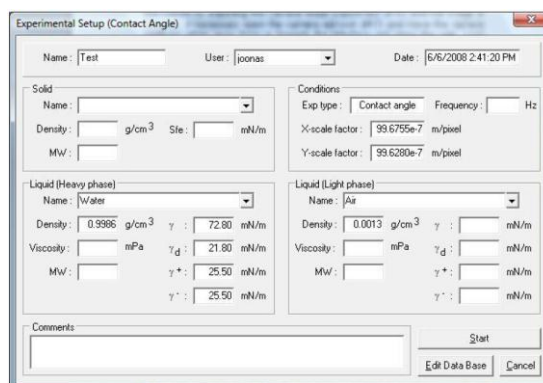 Experimental Setup (Contact Angle)
Name : Test User : joonas Date : 6/6/2008 2:41:20 PM
Solid
Name :
Density : g/cm3 Sfe : mN/m
MW :
Conditions
Exp type : Contact angle Frequency : Hz
X-scale factor : 99.6755e-7 m/pixel
Y-scale factor : 99.6280e-7 m/pixel
Liquid (Heavy phase)
Name : Water
Density : 0.9986 g/cm3 γ : 72.80 mN/m
Viscosity : mPa γd : 21.80 mN/m
MW : γ+ : 25.50 mN/m
γ- : 25.50 mN/m
Liquid (Light phase)
Name : Air
Density : 0.0013 g/cm3 γ : mN/m
Viscosity : mPa γd : mN/m
MW : γ+ : mN/m
γ- : mN/m
Comments
Start
Edit Data Base Cancel